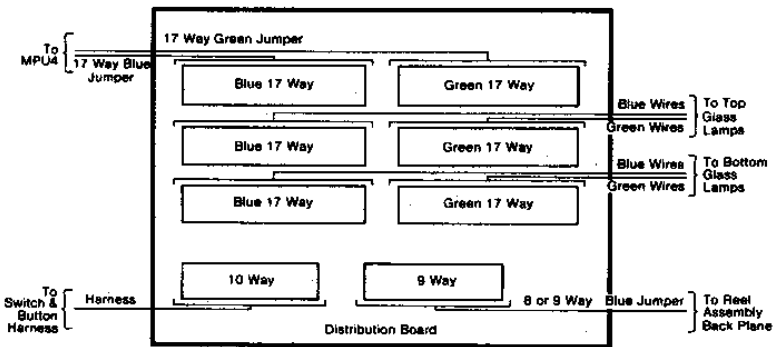 17 Way Green Jumper
To
MPU4
17 Way Blue
Jumper
Blue 17 Way
Green 17 Way
Blue Wires
Green Wires
To Top
Glass
Lamps
Blue 17 Way
Green 17 Way
Blue Wires
Green Wires
To Bottom
Glass
Lamps
Blue 17 Way
Green 17 Way
10 Way
9 Way
To
Switch &
Button
Harness
Harness
8 or 9 Way Blue Jumper
To Reel
Assembly
Back Plane
Distribution Board